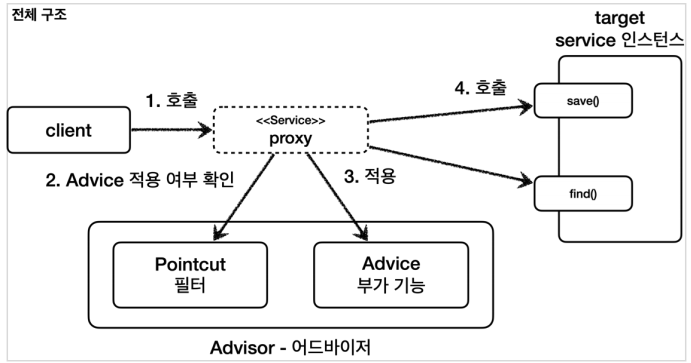 전체 구조
target
service 인스턴스
1. 호출
4. 호출
save()
client
<<Service>>
proxy
2. Advice 적용 여부 확인
3. 적용
find()
Pointcut
필터
Advice
부가 기능
Advisor - 어드바이저